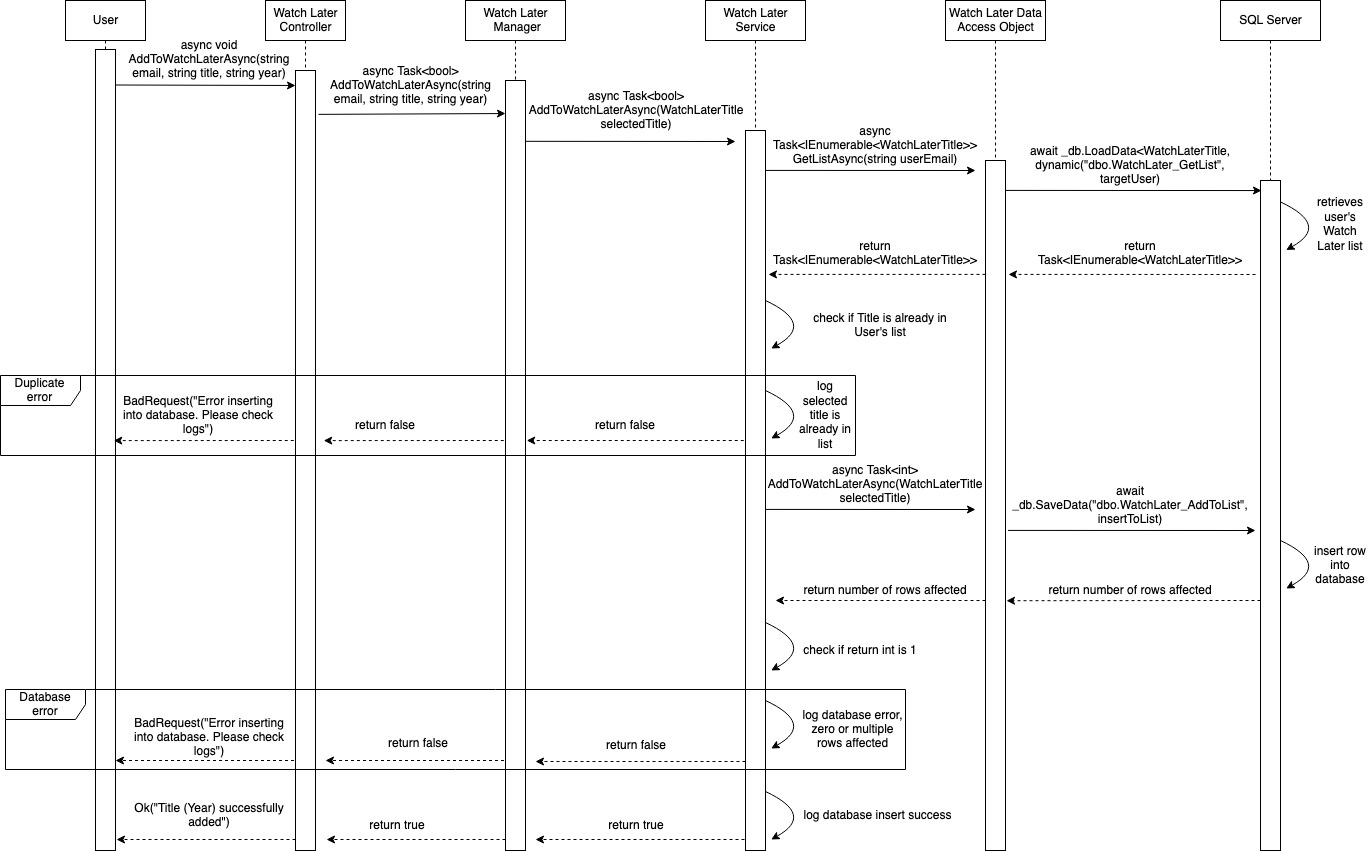 User
Watch Later
Controller
Watch Later
Manager
Watch Later
Service
Watch Later Data
Access Object
SQL Server
async void
AddToWatchLaterAsync(string
email, string title, string year)
async Task<bool>
AddToWatchLaterAsync(string
email, string title, string year)
async Task<bool>
AddToWatchLaterAsync(WatchLaterTitle
selectedTitle)
async
Task<IEnumerable<WatchLaterTitle>>
GetListAsync(string userEmail)
await _db.LoadData<WatchLaterTitle,
dynamic("dbo.WatchLater_GetList",
targetUser)
retrieves
user's
Watch
Later list
return
Task<IEnumerable<WatchLaterTitle>>
return
Task<IEnumerable<WatchLaterTitle>>
check if Title is already in
User's list
Duplicate
error
BadRequest("Error inserting
into database. Please check
logs")
return false
return false
log
selected
title is
already in
list
async Task<int>
AddToWatchLaterAsync(WatchLaterTitle
selectedTitle)
await
_db.SaveData("dbo.WatchLater_AddToList",
insertToList)
insert row
into
database
return number of rows affected
return number of rows affected
check if return int is 1
Database
error
BadRequest("Error inserting
into database. Please check
logs")
return false
return false
log database error,
zero or multiple
rows affected
Ok("Title (Year) successfully
added")
return true
return true
log database insert success